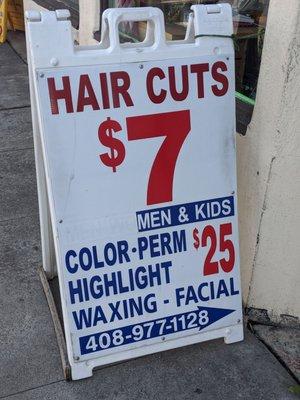 HAIR CUTS
$7
MEN & KIDS
COLOR-PERM $25
HIGHLIGHT
WAXING - FACIAL
408-977-1128